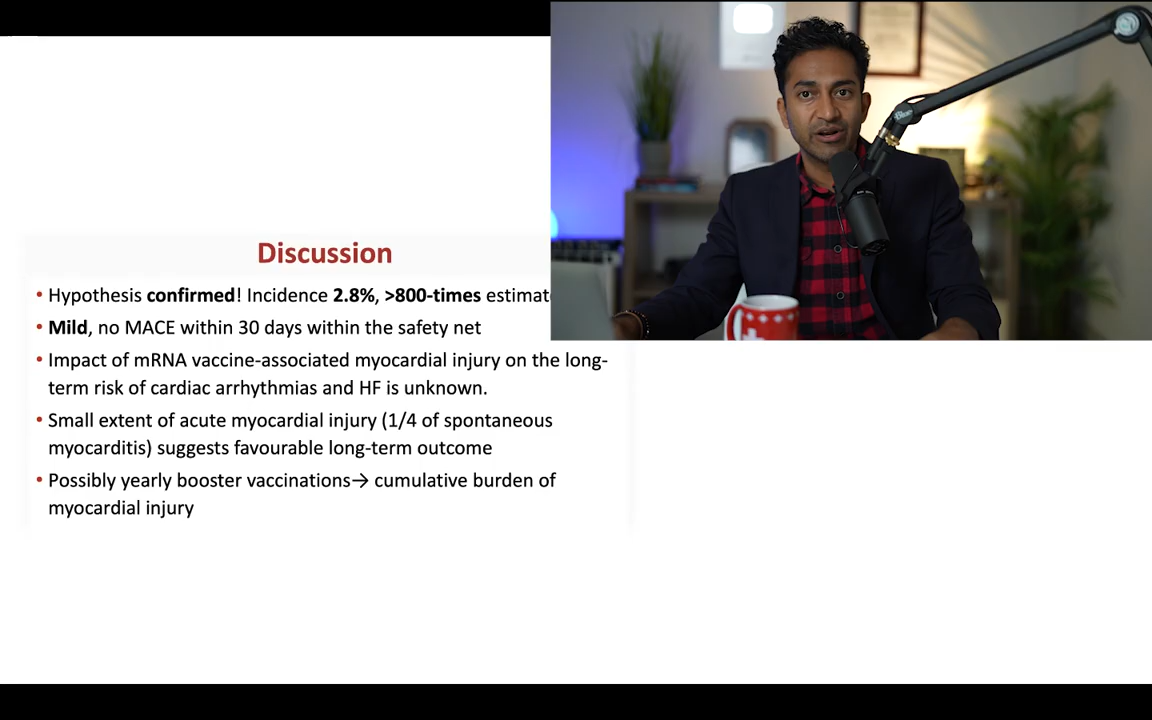 Discussion
• Hypothesis confirmed! Incidence 2.8%, >800-times
• Mild, no MACE within 30 days within the safety net
• Impact of mRNA vaccine-associated myocardial injury on the long-
term risk of cardiac arrhythmias and HF is unknown.
• Small extent of acute myocardial injury (1/4 of spontaneous
myocarditis) suggests favourable long-term outcome
• Possibly yearly booster vaccinations→ cumulative burden of
myocardial injury